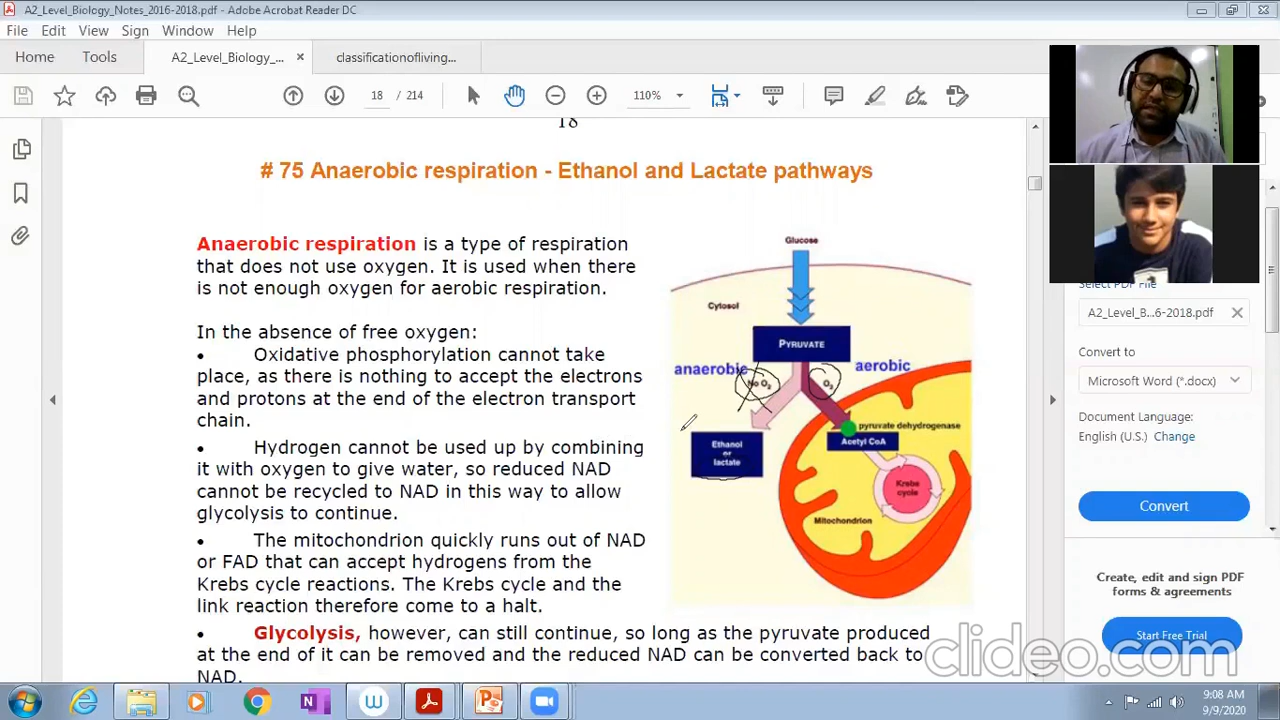 A2_Level_Biology_Notes_2016-2018.pdf - Adobe Acrobat Reader DC
File Edit View Sign Window Help
Home Tools A2_Level_Biology_... × classificationofliving...
18 / 214 110%
18
# 75 Anaerobic respiration - Ethanol and Lactate pathways
Anaerobic respiration is a type of respiration
that does not use oxygen. It is used when there
is not enough oxygen for aerobic respiration.
In the absence of free oxygen:
• Oxidative phosphorylation cannot take
place, as there is nothing to accept the electrons
and protons at the end of the electron transport
chain.
• Hydrogen cannot be used up by combining
it with oxygen to give water, so reduced NAD
cannot be recycled to NAD in this way to allow
glycolysis to continue.
• The mitochondrion quickly runs out of NAD
or FAD that can accept hydrogens from the
Krebs cycle reactions. The Krebs cycle and the
link reaction therefore come to a halt.
• Glycolysis, however, can still continue, so long as the pyruvate produced
at the end of it can be removed and the reduced NAD can be converted back to
NAD.
Glucose
Cytosol
PYRUVATE
anaerobic
aerobic
No O2
O2
pyruvate dehydrogenase
Ethanol
or
lactate
Acetyl CoA
Krebs
cycle
Mitochondrion
Select PDF File
A2_Level_B...6-2018.pdf
Convert to
Microsoft Word (*.docx)
Document Language:
English (U.S.) Change
Convert
Create, edit and sign PDF
forms & agreements
Start Free Trial
clideo.com
9:08 AM
9/9/2020